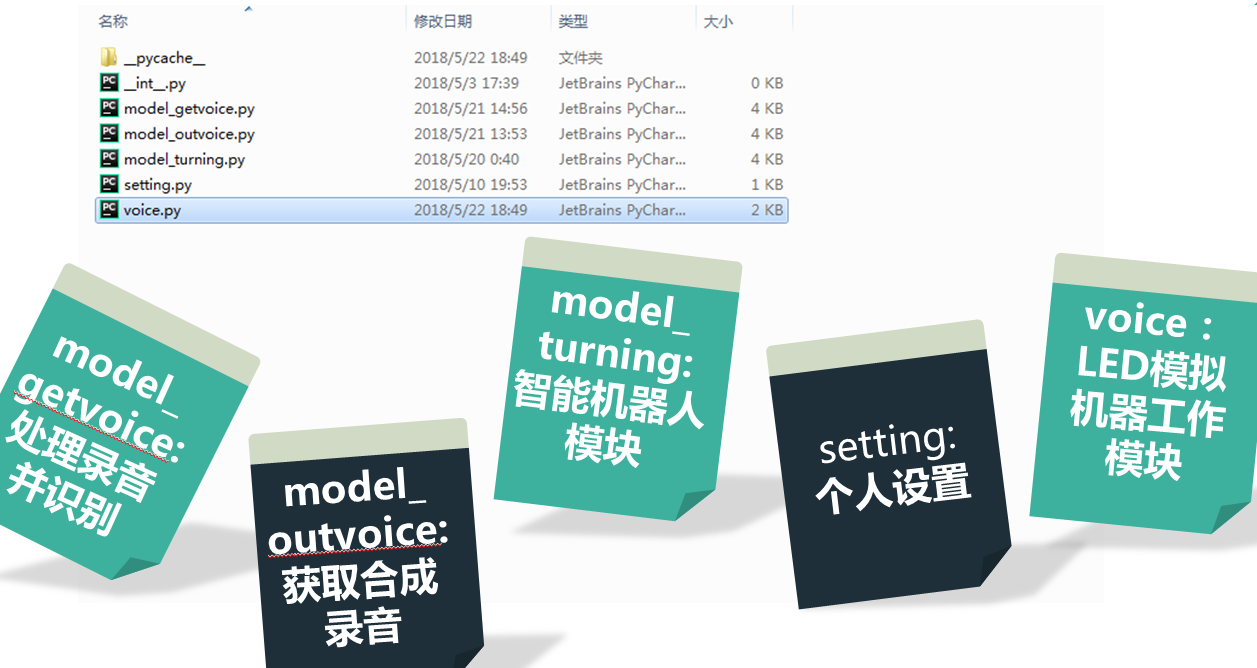 名称 修改日期 类型 大小
__pycache__ 2018/5/22 18:49 文件夹
__int__.py 2018/5/3 17:39 JetBrains PyChar... 0 KB
model_getvoice.py 2018/5/21 14:56 JetBrains PyChar... 4 KB
model_outvoice.py 2018/5/21 13:53 JetBrains PyChar... 4 KB
model_turning.py 2018/5/20 0:40 JetBrains PyChar... 4 KB
setting.py 2018/5/10 19:53 JetBrains PyChar... 1 KB
voice.py 2018/5/22 18:49 JetBrains PyChar... 2 KB
model_
getvoice:
处理录音
并识别
model_
outvoice:
获取合成
录音
model_
turning:
智能机器人
模块
setting:
个人设置
voice：
LED模拟
机器工作
模块